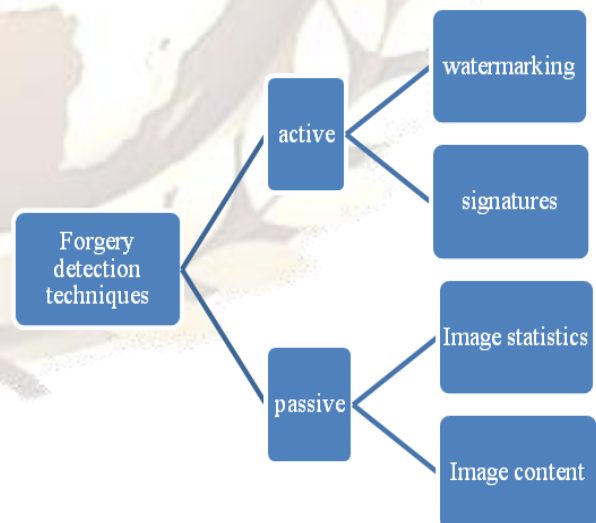 Forgery
detection
techniques
active
watermarking
signatures
passive
Image statistics
Image content